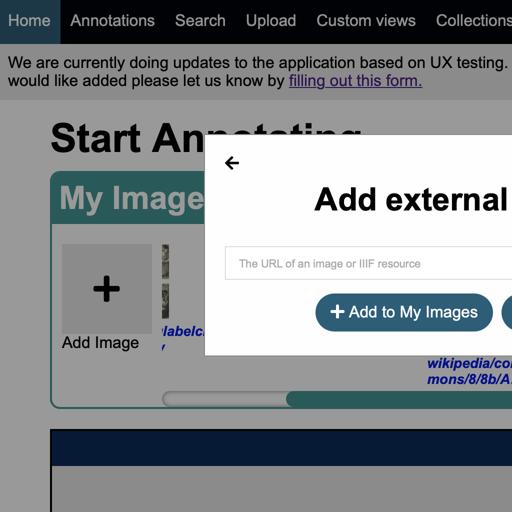 Home Annotations Search Upload Custom views Collections
We are currently doing updates to the application based on UX testing.
would like added please let us know by filling out this form.
Start Annotating
My Image
Add external
The URL of an image or IIIF resource
Add to My Images
Add Image
wikipedia/co
mons/8/8b/A